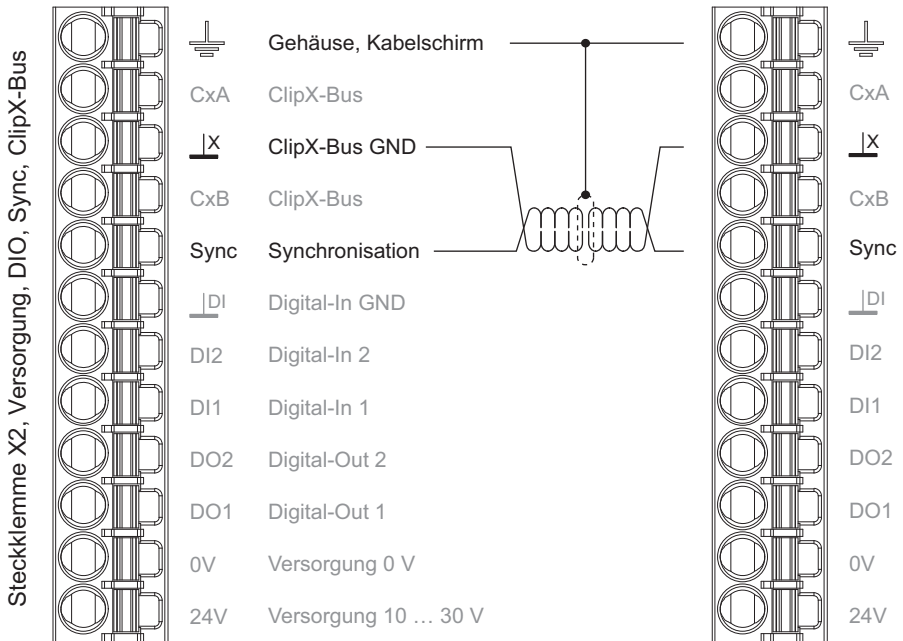 Steckklemme X2, Versorgung, DIO, Sync, ClipX-Bus
Gehäuse, Kabelschirm
CxA ClipX-Bus CxA
X ClipX-Bus GND X
CxB ClipX-Bus CxB
Sync Synchronisation Sync
DI Digital-In GND DI
DI2 Digital-In 2 DI2
DI1 Digital-In 1 DI1
DO2 Digital-Out 2 DO2
DO1 Digital-Out 1 DO1
0V Versorgung 0 V 0V
24V Versorgung 10 … 30 V 24V